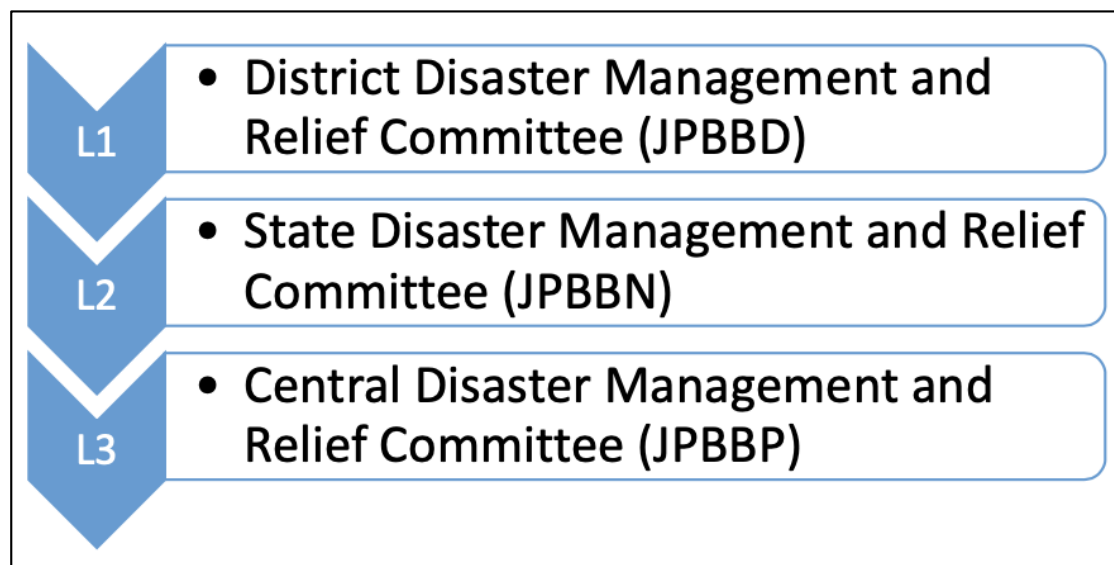 L1
• District Disaster Management and
Relief Committee (JPBBD)
L2
• State Disaster Management and Relief
Committee (JPBBN)
L3
• Central Disaster Management and
Relief Committee (JPBBP)